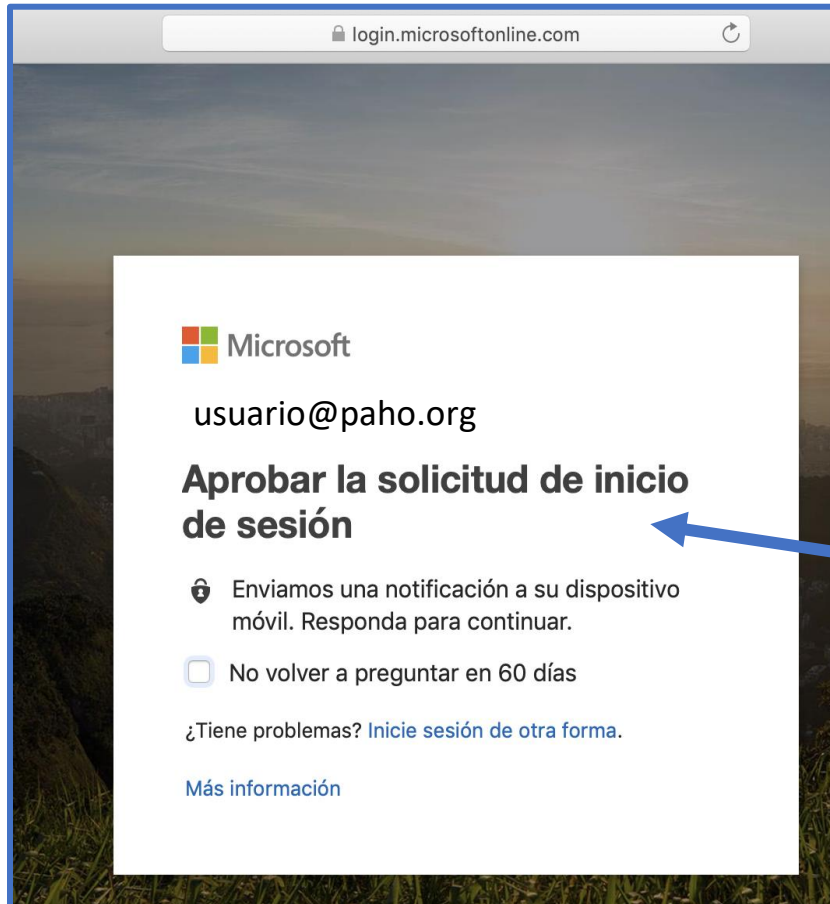 login.microsoftonline.com
Microsoft
usuario@paho.org
Aprobar la solicitud de inicio
de sesión
Enviamos una notificación a su dispositivo
móvil. Responda para continuar.
No volver a preguntar en 60 días
¿Tiene problemas? Inicie sesión de otra forma.
Más información